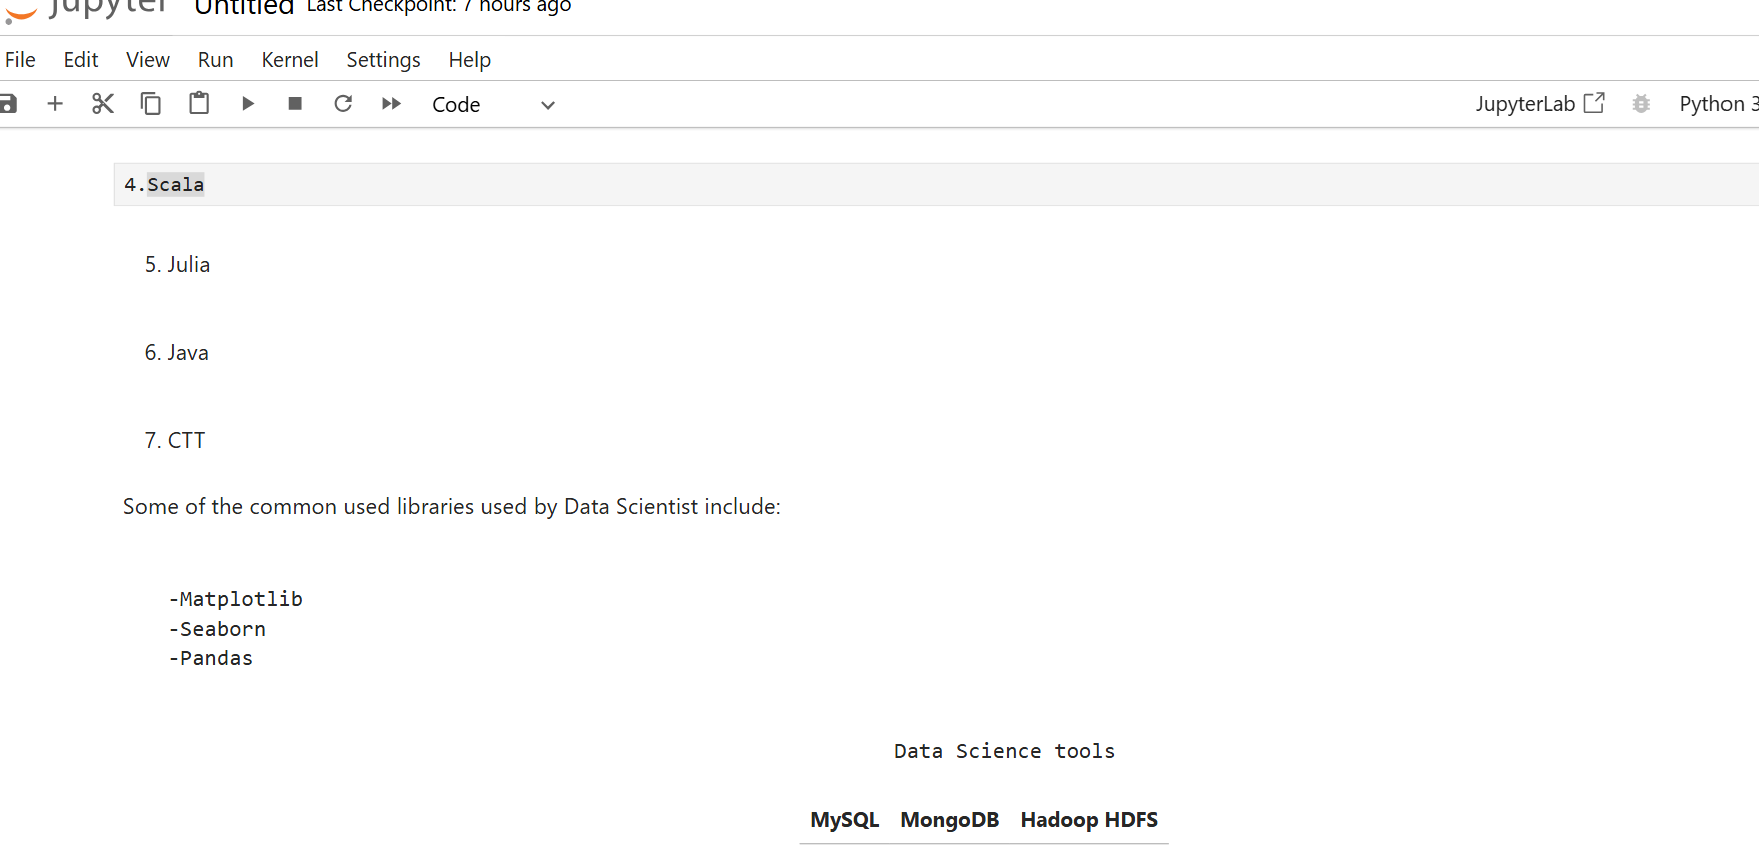 jupyter Untitled Last Checkpoint: 7 hours ago
File Edit View Run Kernel Settings Help
Code JupyterLab Python 3
4.Scala
5. Julia
6. Java
7. CTT
Some of the common used libraries used by Data Scientist include:
-Matplotlib
-Seaborn
-Pandas
Data Science tools
MySQL MongoDB Hadoop HDFS